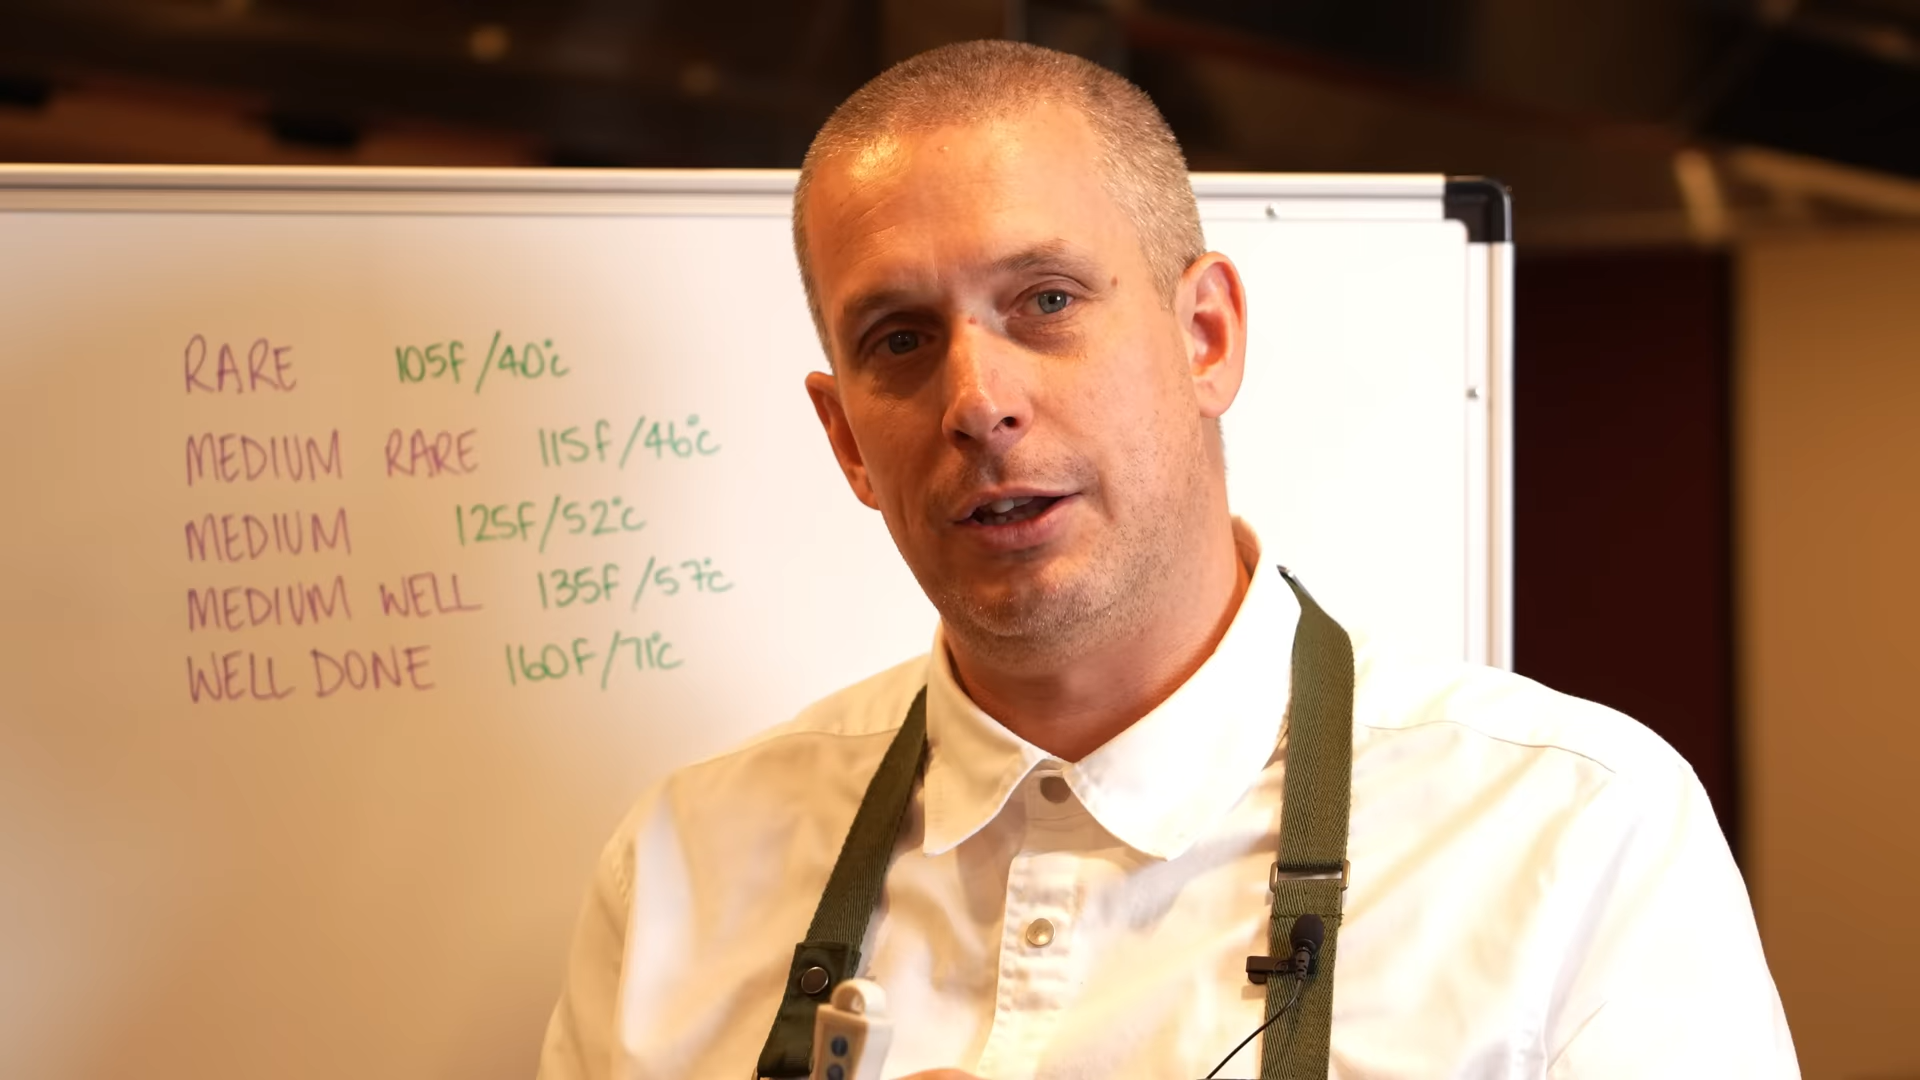 RARE 105F/40°C
MEDIUM RARE 115F/46°C
MEDIUM 125F/52°C
MEDIUM WELL 135F/57°C
WELL DONE 160F/71°C